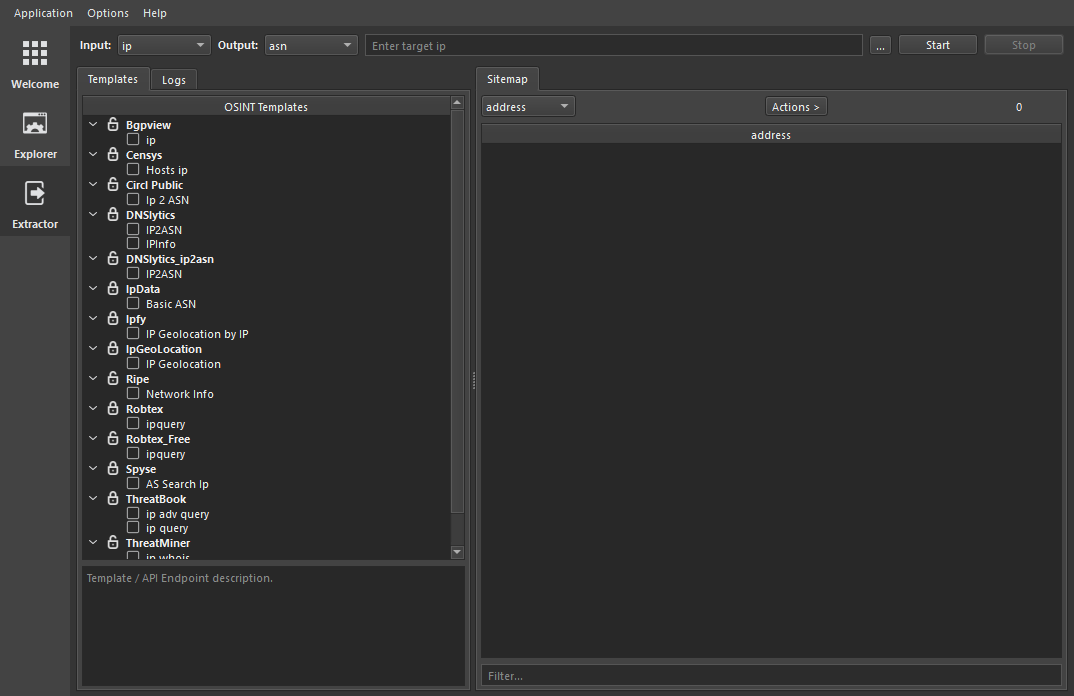 Application Options Help
Welcome
Explorer
Extractor
Input: ip Output: asn Enter target ip ... Start Stop
Templates Logs
OSINT Templates
Bgpview
ip
Censys
Hosts ip
Circl Public
Ip 2 ASN
DNSlytics
IP2ASN
IPInfo
DNSlytics_ip2asn
IP2ASN
IpData
Basic ASN
Ipfy
IP Geolocation by IP
IpGeoLocation
IP Geolocation
Ripe
Network Info
Robtex
ipquery
Robtex_Free
ipquery
Spyse
AS Search Ip
ThreatBook
ip adv query
ip query
ThreatMiner
ip whois
Template / API Endpoint description.
Sitemap
address Actions > 0
address
Filter...